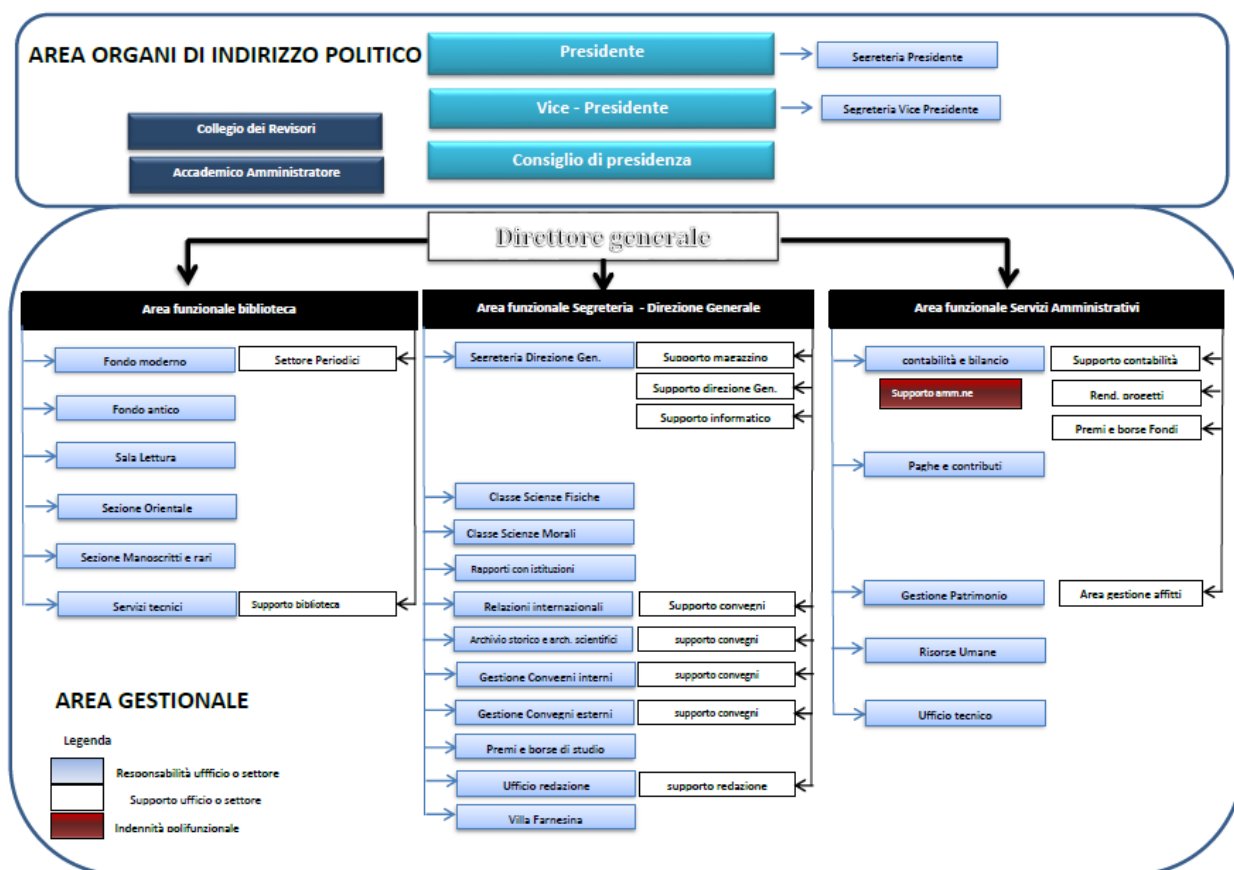 AREA ORGANI DI INDIRIZZO POLITICO
Presidente
Segreteria Presidente
Vice - Presidente
Segreteria Vice Presidente
Collegio dei Revisori
Consiglio di presidenza
Accademico Amministratore
Direttore generale
Area funzionale biblioteca
Fondo moderno
Settore Periodici
Fondo antico
Sala Lettura
Sezione Orientale
Sezione Manoscritti e rari
Servizi tecnici
Supporto biblioteca
Area funzionale Segreteria - Direzione Generale
Segreteria Direzione Gen.
Supporto magazzino
Supporto direzione Gen.
Supporto informatico
Classe Scienze Fisiche
Classe Scienze Morali
Rapporti con istituzioni
Relazioni internazionali
Supporto convegni
Archivio storico e arch. scientifici
supporto convegni
Gestione Convegni interni
supporto convegni
Gestione Convegni esterni
supporto convegni
Premi e borse di studio
Ufficio redazione
supporto redazione
Villa Farnesina
Area funzionale Servizi Amministrativi
contabilità e bilancio
Supporto contabilità
Supporto amm.ne
Rend. progetti
Premi e borse Fondi
Paghe e contributi
Gestione Patrimonio
Area gestione affitti
Risorse Umane
Ufficio tecnico
AREA GESTIONALE
Legenda
Responsabilità ufficio o settore
Supporto ufficio o settore
Indennità polifunzionale